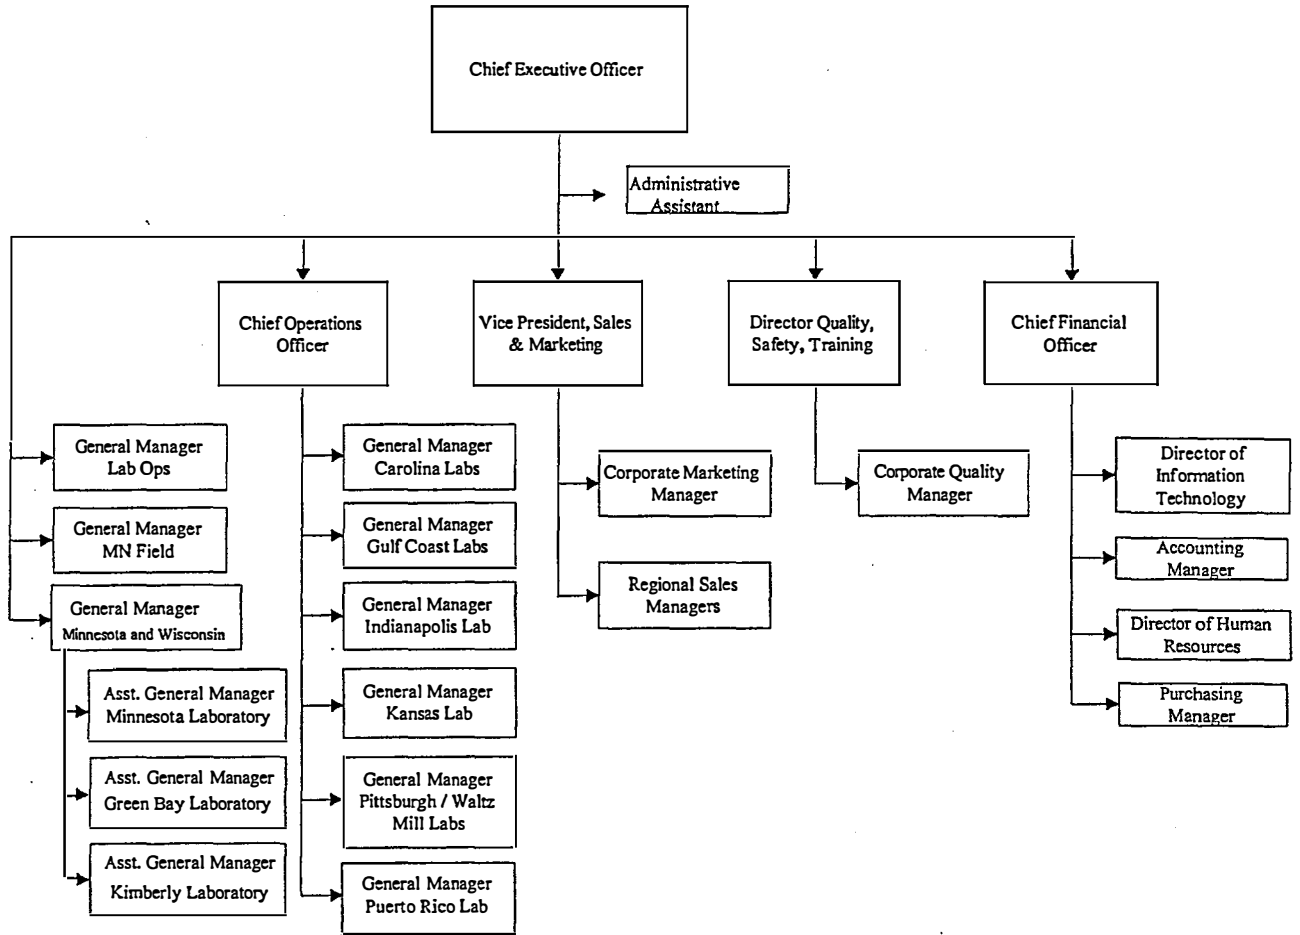 Chief Executive Officer
Administrative
Assistant
Chief Operations
Officer
Vice President, Sales
& Marketing
Director Quality,
Safety, Training
Chief Financial
Officer
General Manager
Lab Ops
General Manager
MN Field
General Manager
Minnesota and Wisconsin
Asst. General Manager
Minnesota Laboratory
Asst. General Manager
Green Bay Laboratory
Asst. General Manager
Kimberly Laboratory
General Manager
Carolina Labs
General Manager
Gulf Coast Labs
General Manager
Indianapolis Lab
General Manager
Kansas Lab
General Manager
Pittsburgh / Waltz
Mill Labs
General Manager
Puerto Rico Lab
Corporate Marketing
Manager
Regional Sales
Managers
Corporate Quality
Manager
Director of
Information
Technology
Accounting
Manager
Director of Human
Resources
Purchasing
Manager